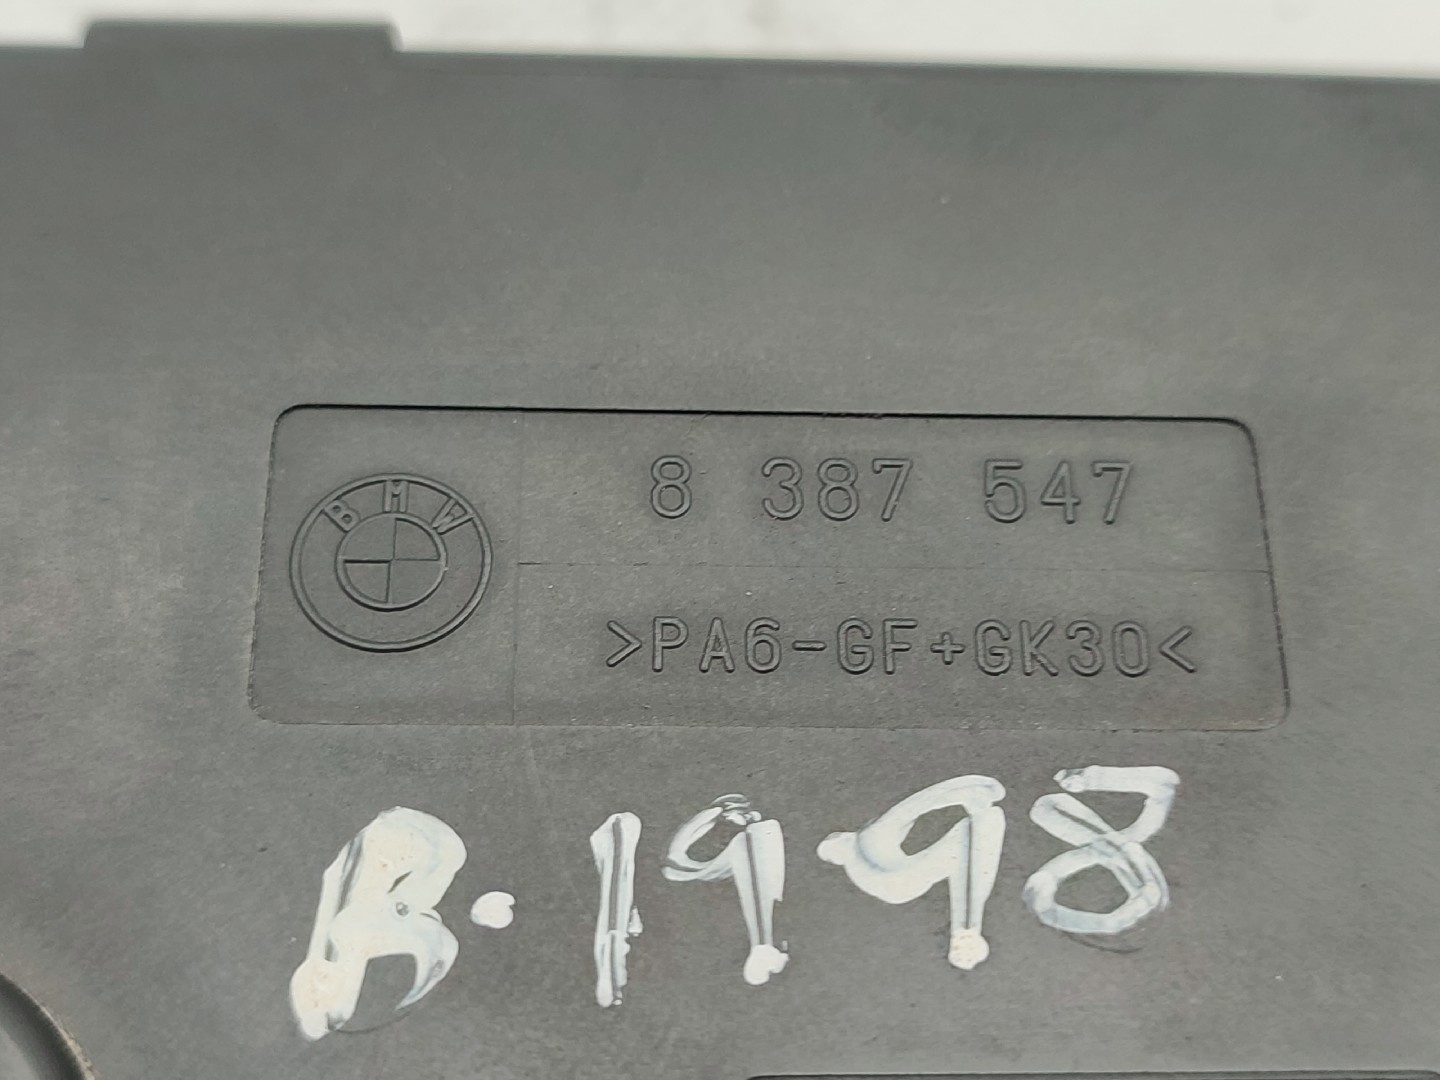 BMW
8 387 547
>PA6-GF+GK30<
B.1998